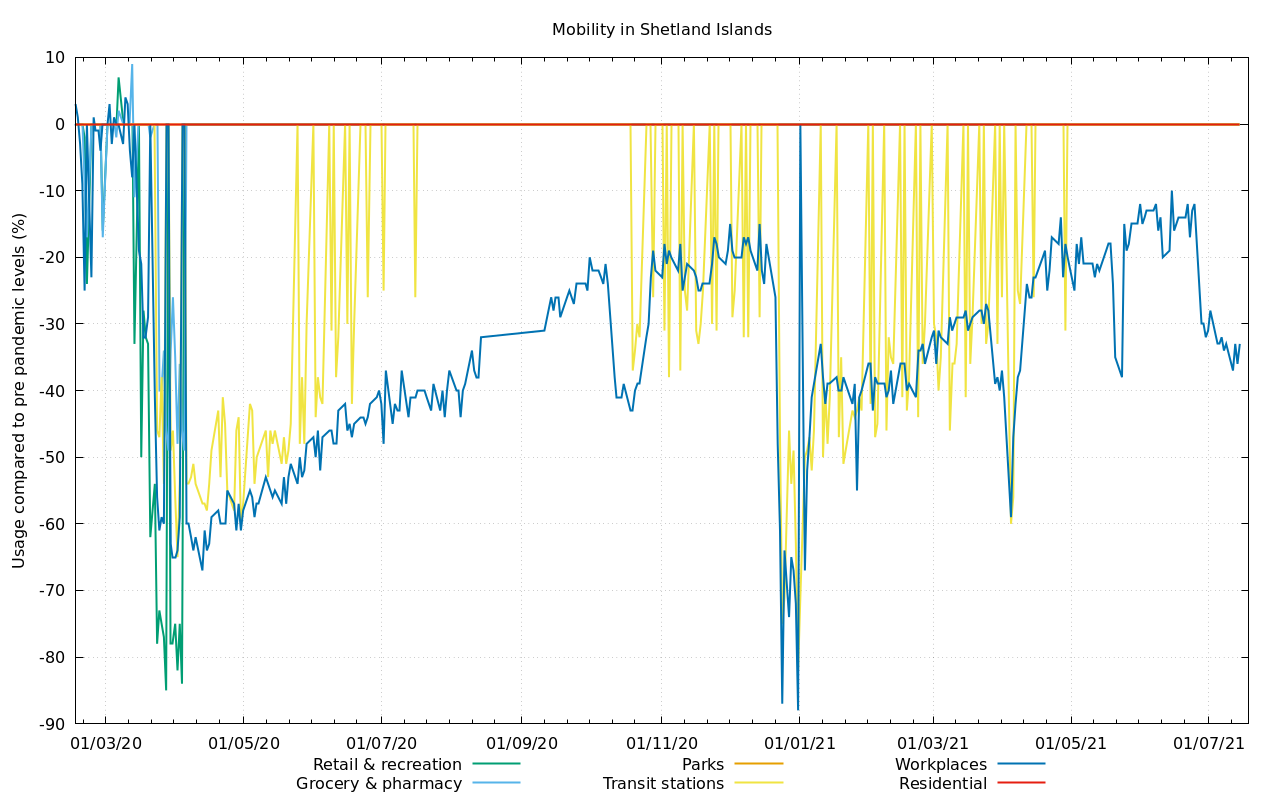 Mobility in Shetland Islands
Usage compared to pre pandemic levels (%)
10
0
-10
-20
-30
-40
-50
-60
-70
-80
-90
01/03/20 01/05/20 01/07/20 01/09/20 01/11/20 01/01/21 01/03/21 01/05/21 01/07/21
Retail & recreation Parks Workplaces
Grocery & pharmacy Transit stations Residential